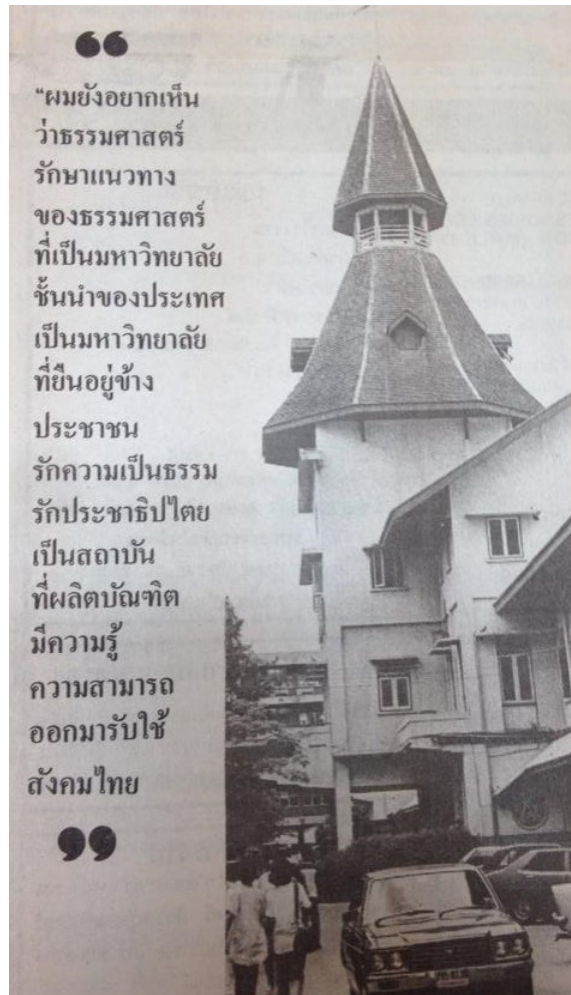 “ผมยังอยากเห็น
ว่าธรรมศาสตร์
รักษาแนวทาง
ของธรรมศาสตร์
ที่เป็นมหาวิทยาลัย
ชั้นนำของประเทศ
เป็นมหาวิทยาลัย
ที่ยืนอยู่ข้าง
ประชาชน
รักความเป็นธรรม
รักประชาธิปไตย
เป็นสถาบัน
ที่ผลิตบัณฑิต
มีความรู้
ความสามารถ
ออกมารับใช้
สังคมไทย